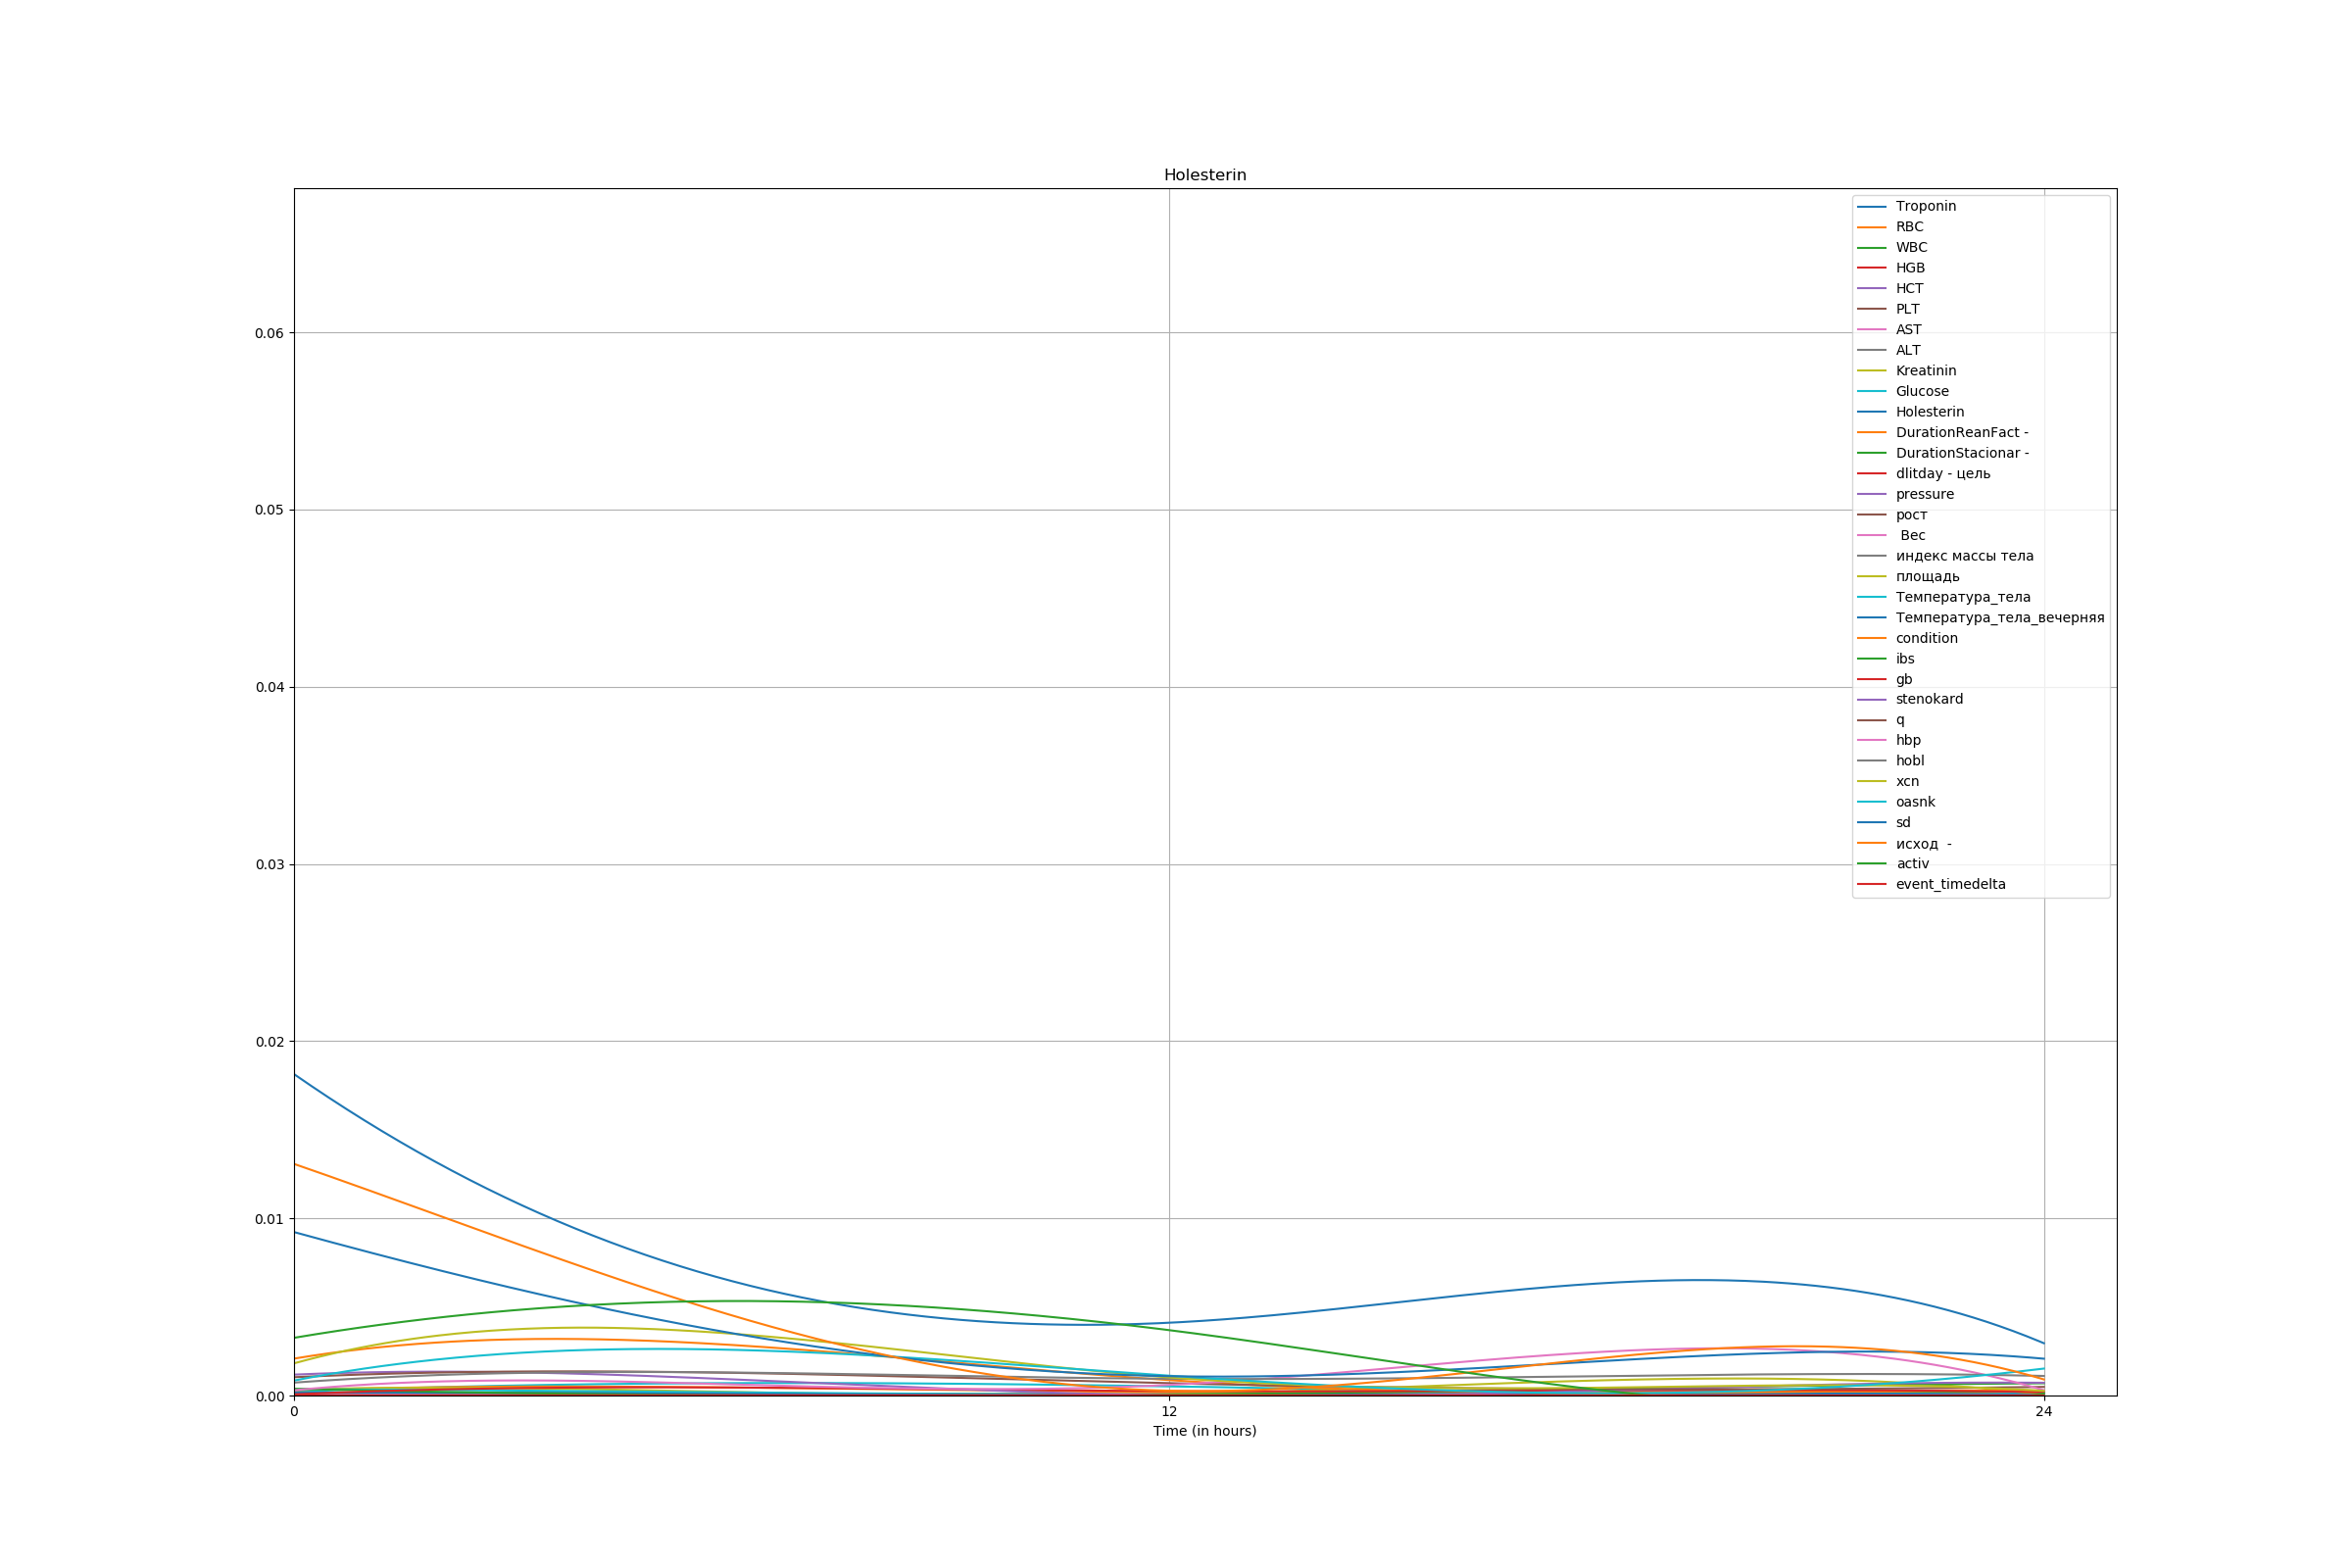 Holesterin
0.06
0.05
0.04
0.03
0.02
0.01
0.00
0
12
24
Time (in hours)
Troponin
RBC
WBC
HGB
HCT
PLT
AST
ALT
Kreatinin
Glucose
Holesterin
DurationReanFact -
DurationStacionar -
dlitday - цель
pressure
рост
Вес
индекс массы тела
площадь
Температура_тела
Температура_тела_вечерняя
condition
ibs
gb
stenokard
q
hbp
hobl
xcn
oasnk
sd
исход  -
activ
event_timedelta